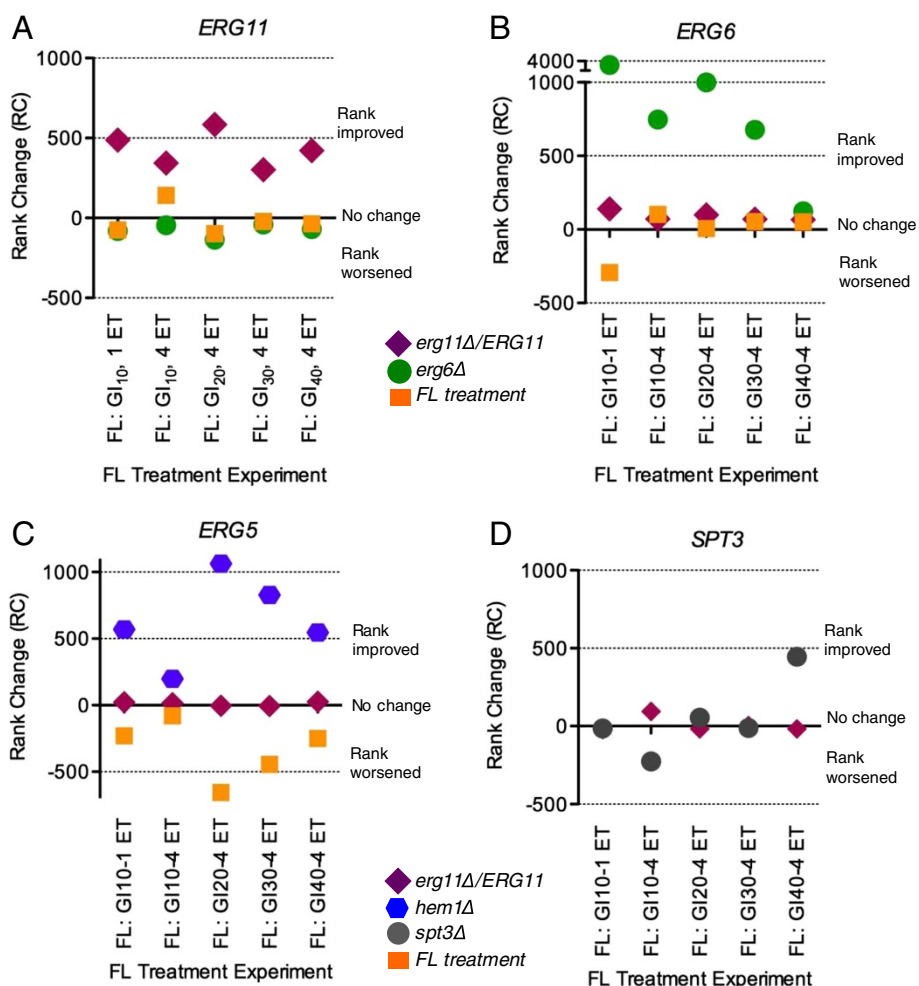 A
ERG11
Rank Change (RC)
1000
500
0
-500
Rank
improved
No change
Rank
worsened
FL: GI₁₀, 1 ET
FL: GI₁₀, 4 ET
FL: GI₂₀, 4 ET
FL: GI₃₀, 4 ET
FL: GI₄₀, 4 ET
FL Treatment Experiment
B
ERG6
Rank Change (RC)
4000
1000
500
0
-500
Rank
improved
No change
Rank
worsened
FL: GI10-1 ET
FL: GI10-4 ET
FL: GI20-4 ET
FL: GI30-4 ET
FL: GI40-4 ET
FL Treatment Experiment
erg11Δ/ERG11
erg6Δ
FL treatment
C
ERG5
Rank Change (RC)
1000
500
0
-500
Rank
improved
No change
Rank
worsened
FL: GI10-1 ET
FL: GI10-4 ET
FL: GI20-4 ET
FL: GI30-4 ET
FL: GI40-4 ET
FL Treatment Experiment
D
SPT3
Rank Change (RC)
1000
500
0
-500
Rank
improved
No change
Rank
worsened
FL: GI10-1 ET
FL: GI10-4 ET
FL: GI20-4 ET
FL: GI30-4 ET
FL: GI40-4 ET
FL Treatment Experiment
erg11Δ/ERG11
hem1Δ
spt3Δ
FL treatment